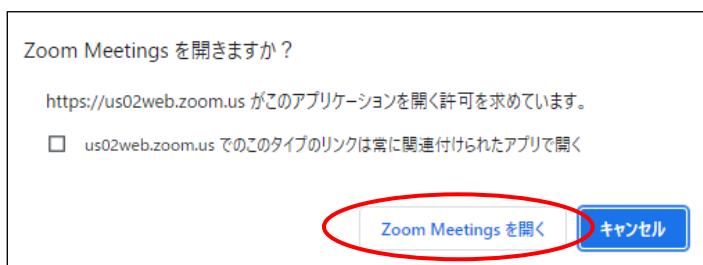 Zoom Meetings を開きますか？
https://us02web.zoom.us がこのアプリケーションを開く許可を求めています。
us02web.zoom.us でのこのタイプのリンクは常に関連付けられたアプリで開く
Zoom Meetings を開く キャンセル